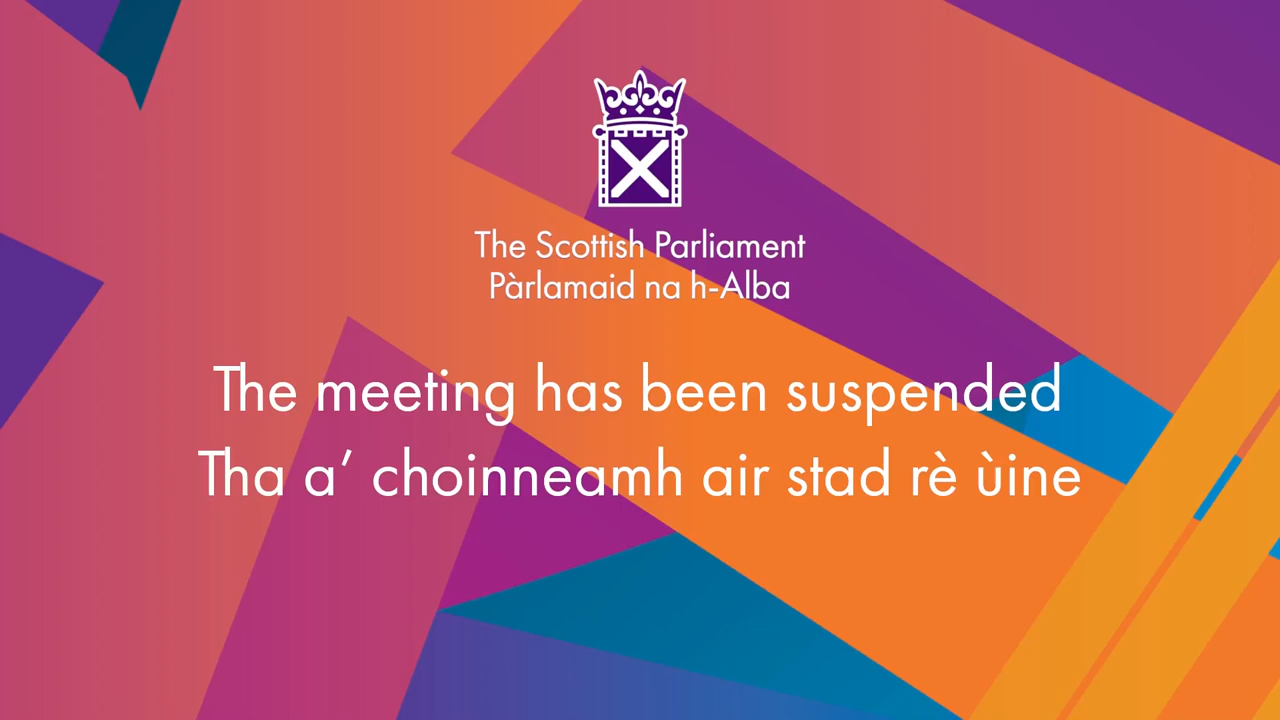 The Scottish Parliament
Pàrlamaid na h-Alba
The meeting has been suspended
Tha a’ choinneamh air stad rè ùine